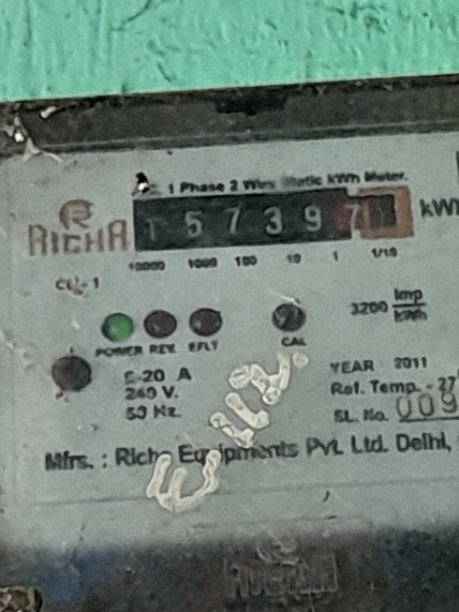 1 Phase 2 Wire Static kWh Meter.
RICHA
1 5 7 3 9 7
kWh
10000 1000 100 10 1 1/10
CL.-1
3200 Imp/kWh
POWER REV. E.FLT CAL
5-20 A
240 V.
50 Hz.
YEAR 2011
Ref. Temp. - 27
SL. No. 009
Mfrs. : Richa Equipments Pvt. Ltd. Delhi,